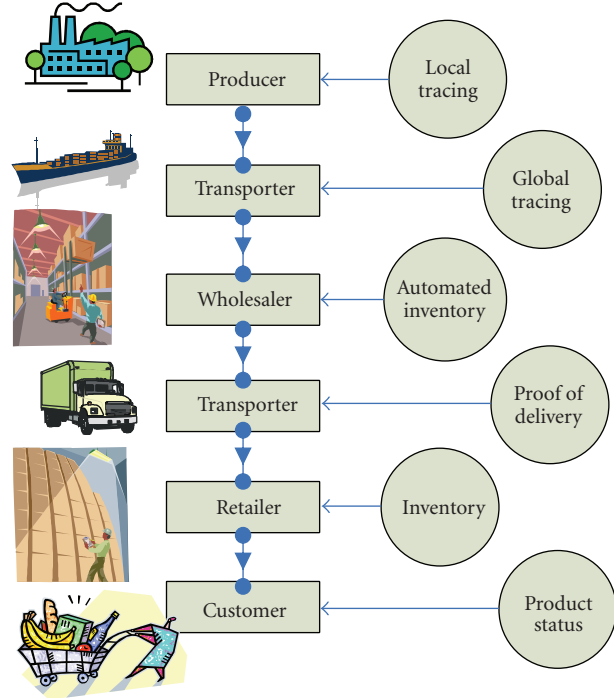 Producer
Local
tracing
Transporter
Global
tracing
Wholesaler
Automated
inventory
Transporter
Proof of
delivery
Retailer
Inventory
Customer
Product
status